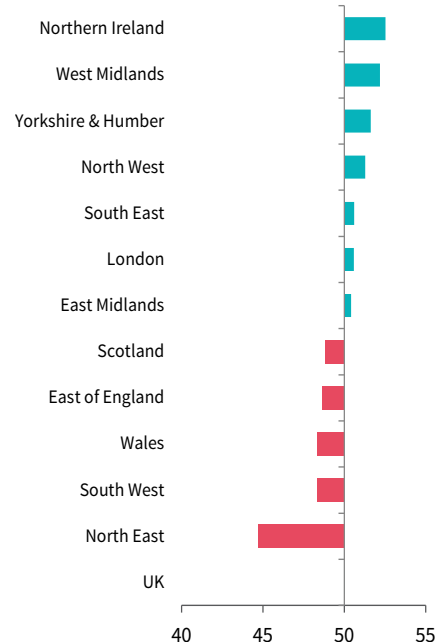 Northern Ireland
West Midlands
Yorkshire & Humber
North West
South East
London
East Midlands
Scotland
East of England
Wales
South West
North East
UK
40 45 50 55